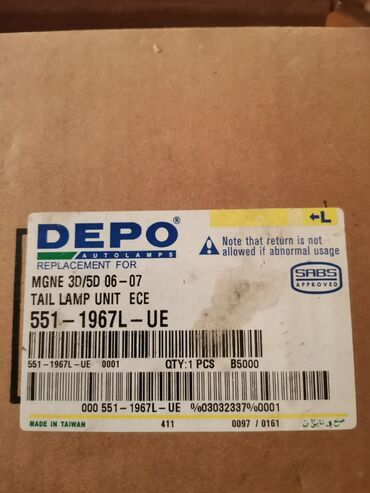 ←L
DEPO®
AUTOLAMPS
REPLACEMENT FOR
Note that return is not
allowed if abnormal usage
MGNE 3D/5D 06-07
TAIL LAMP UNIT ECE
551-1967L-UE
SABS
APPROVED
551-1967L-UE 0001 QTY:1 PCS B5000
000 551-1967L-UE %03032337%0001
MADE IN TAIWAN 411 0097 / 0161